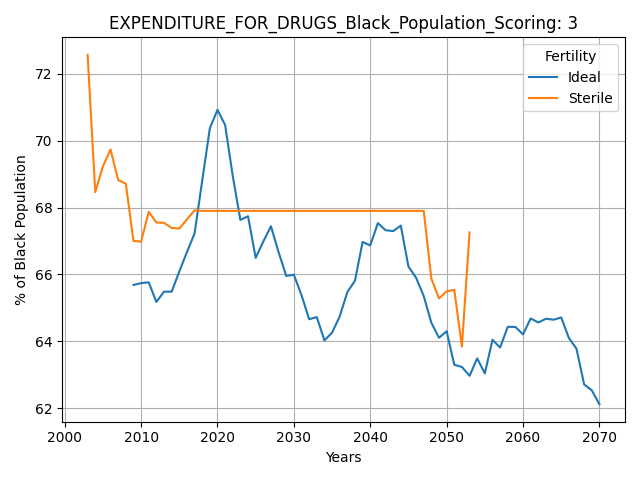 EXPENDITURE_FOR_DRUGS_Black_Population_Scoring: 3
Fertility
Ideal
Sterile
% of Black Population
72
70
68
66
64
62
2000
2010
2020
2030
2040
2050
2060
2070
Years